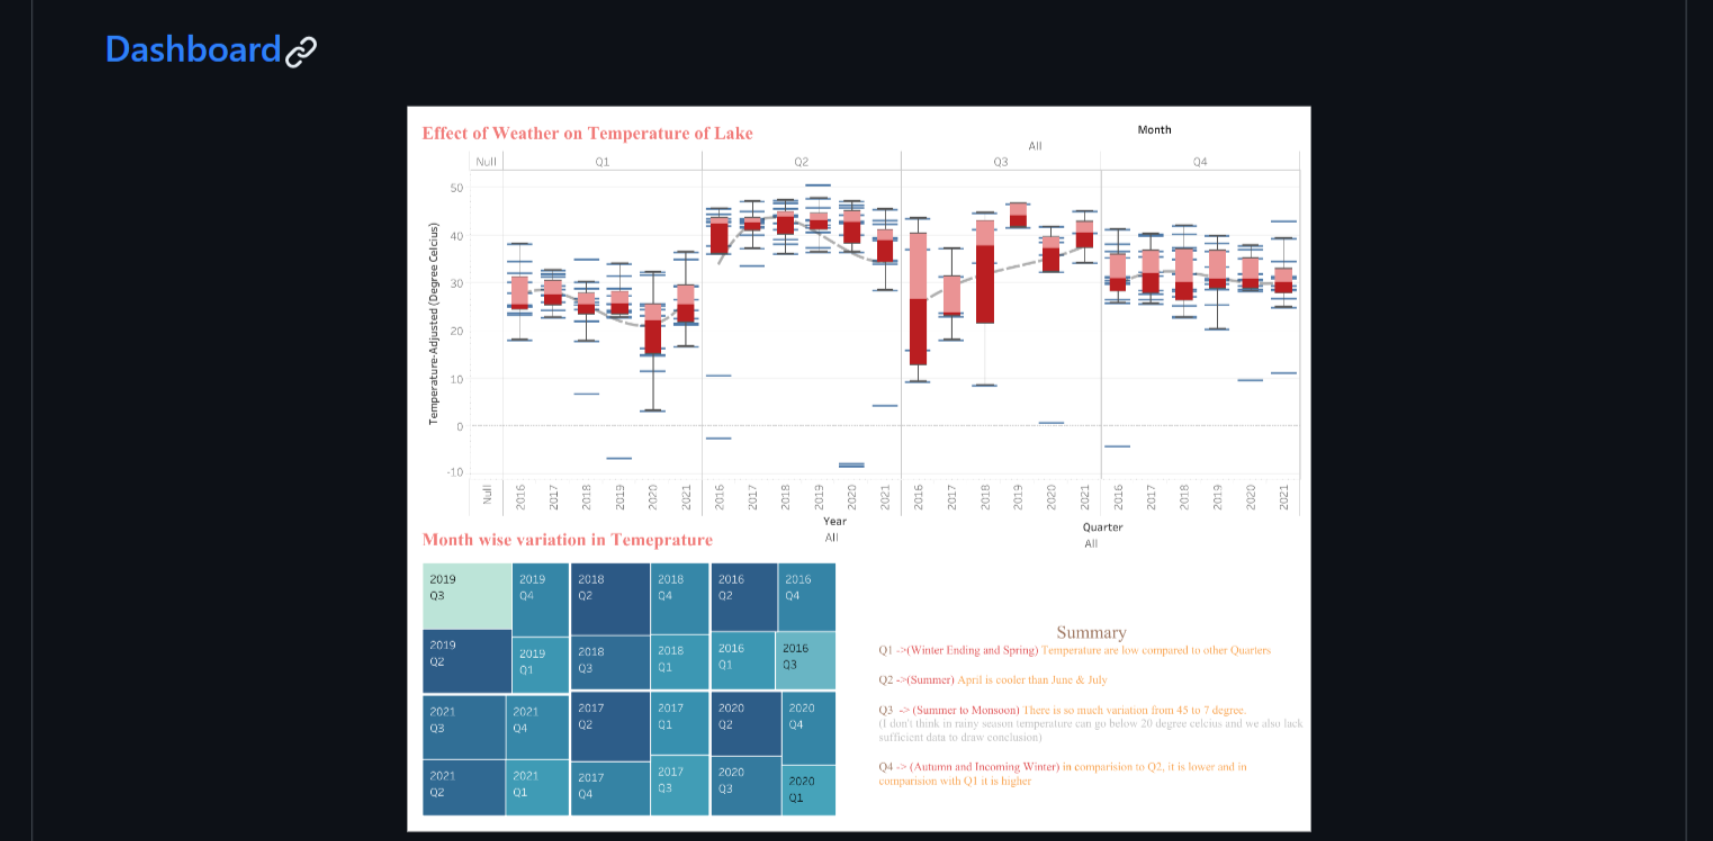 Dashboard
Effect of Weather on Temperature of Lake
Month
All
Null Q1 Q2 Q3 Q4
Temperature-Adjusted (Degree Celcius)
50
40
30
20
10
0
-10
Null 2016 2017 2018 2019 2020 2021 2016 2017 2018 2019 2020 2021 2016 2017 2018 2019 2020 2021 2016 2017 2018 2019 2020 2021
Year
All
Quarter
All
Month wise variation in Temeprature
2019 2019 2018 2018 2016 2016
Q3 Q4 Q2 Q4 Q2 Q4
2019 2019 2018 2018 2016 2016
Q2 Q1 Q3 Q1 Q1 Q3
2021 2021 2017 2017 2020 2020
Q3 Q4 Q2 Q1 Q2 Q4
2021 2021 2017 2017 2020 2020
Q2 Q1 Q4 Q3 Q3 Q1
Summary
Q1 ->(Winter Ending and Spring) Temperature are low compared to other Quarters
Q2 ->(Summer) April is cooler than June & July
Q3 -> (Summer to Monsoon) There is so much variation from 45 to 7 degree.
(I don't think in rainy season temperature can go below 20 degree celcius and we also lack
sufficient data to draw conclusion)
Q4 -> (Autumn and Incoming Winter) in comparision to Q2, it is lower and in
comparision with Q1 it is higher